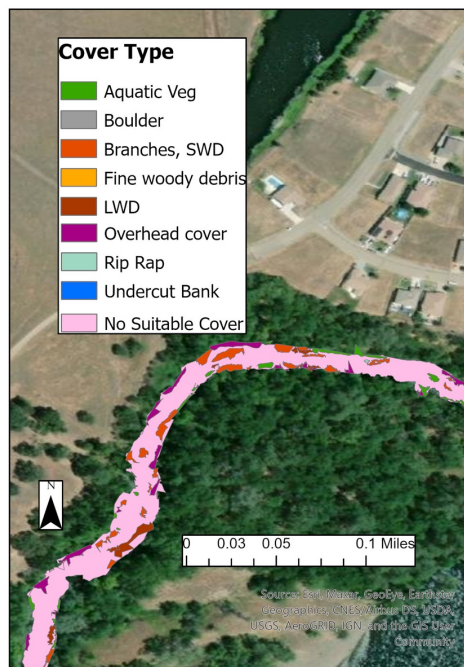 Cover Type
Aquatic Veg
Boulder
Branches, SWD
Fine woody debris
LWD
Overhead cover
Rip Rap
Undercut Bank
No Suitable Cover
N
0 0.03 0.05 0.1 Miles
Source: Esri, Maxar, GeoEye, Earthstar
Geographics, CNES/Airbus DS, USDA,
USGS, AeroGRID, IGN, and the GIS User
Community